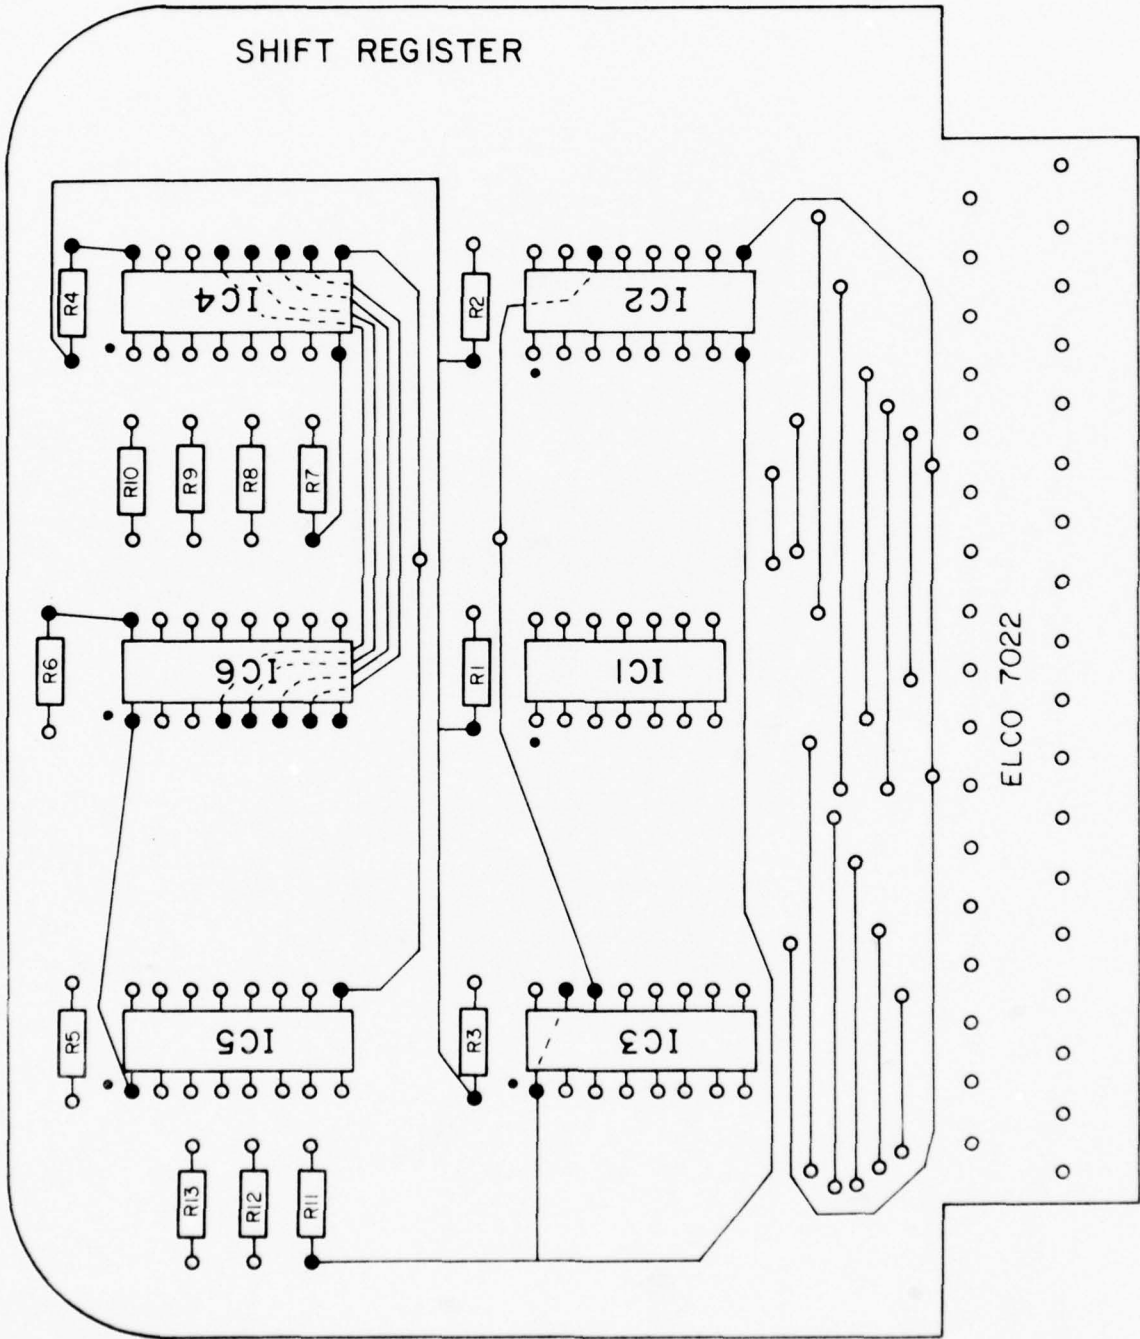 SHIFT REGISTER
R4
IC4
R2
IC2
R10
R9
R8
R7
R6
IC6
R1
IC1
ELCO 7022
R5
IC5
R3
IC3
R13
R12
R11